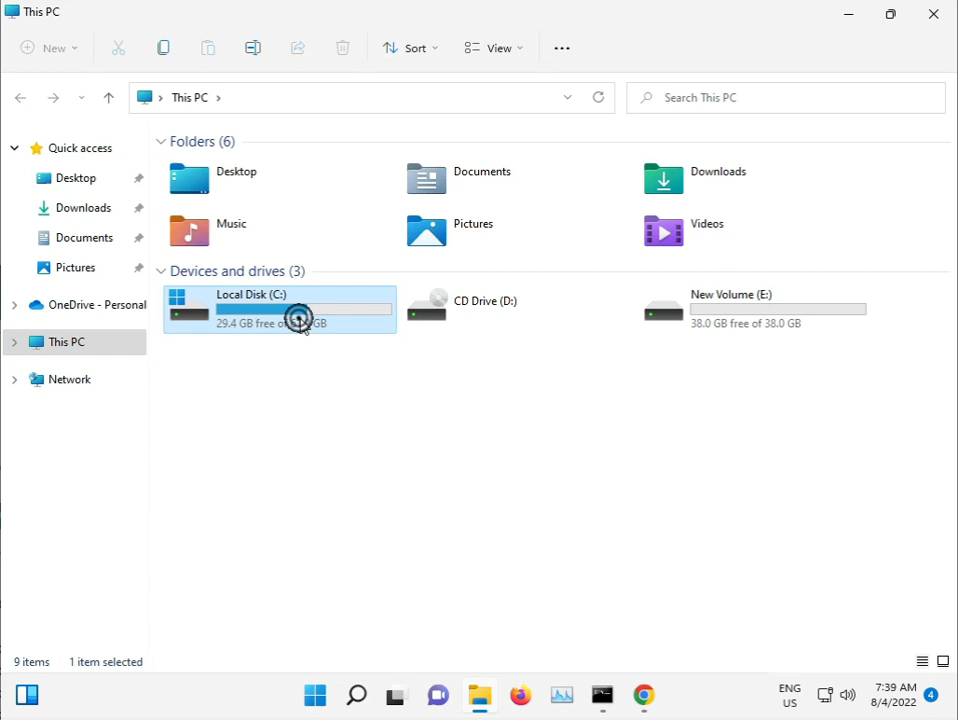 This PC
New
Sort
View
This PC
Search This PC
Quick access
Desktop
Downloads
Documents
Pictures
OneDrive - Personal
This PC
Network
Folders (6)
Desktop
Documents
Downloads
Music
Pictures
Videos
Devices and drives (3)
Local Disk (C:)
29.4 GB free of
GB
CD Drive (D:)
New Volume (E:)
38.0 GB free of 38.0 GB
9 items
1 item selected
ENG
US
7:39 AM
8/4/2022
4